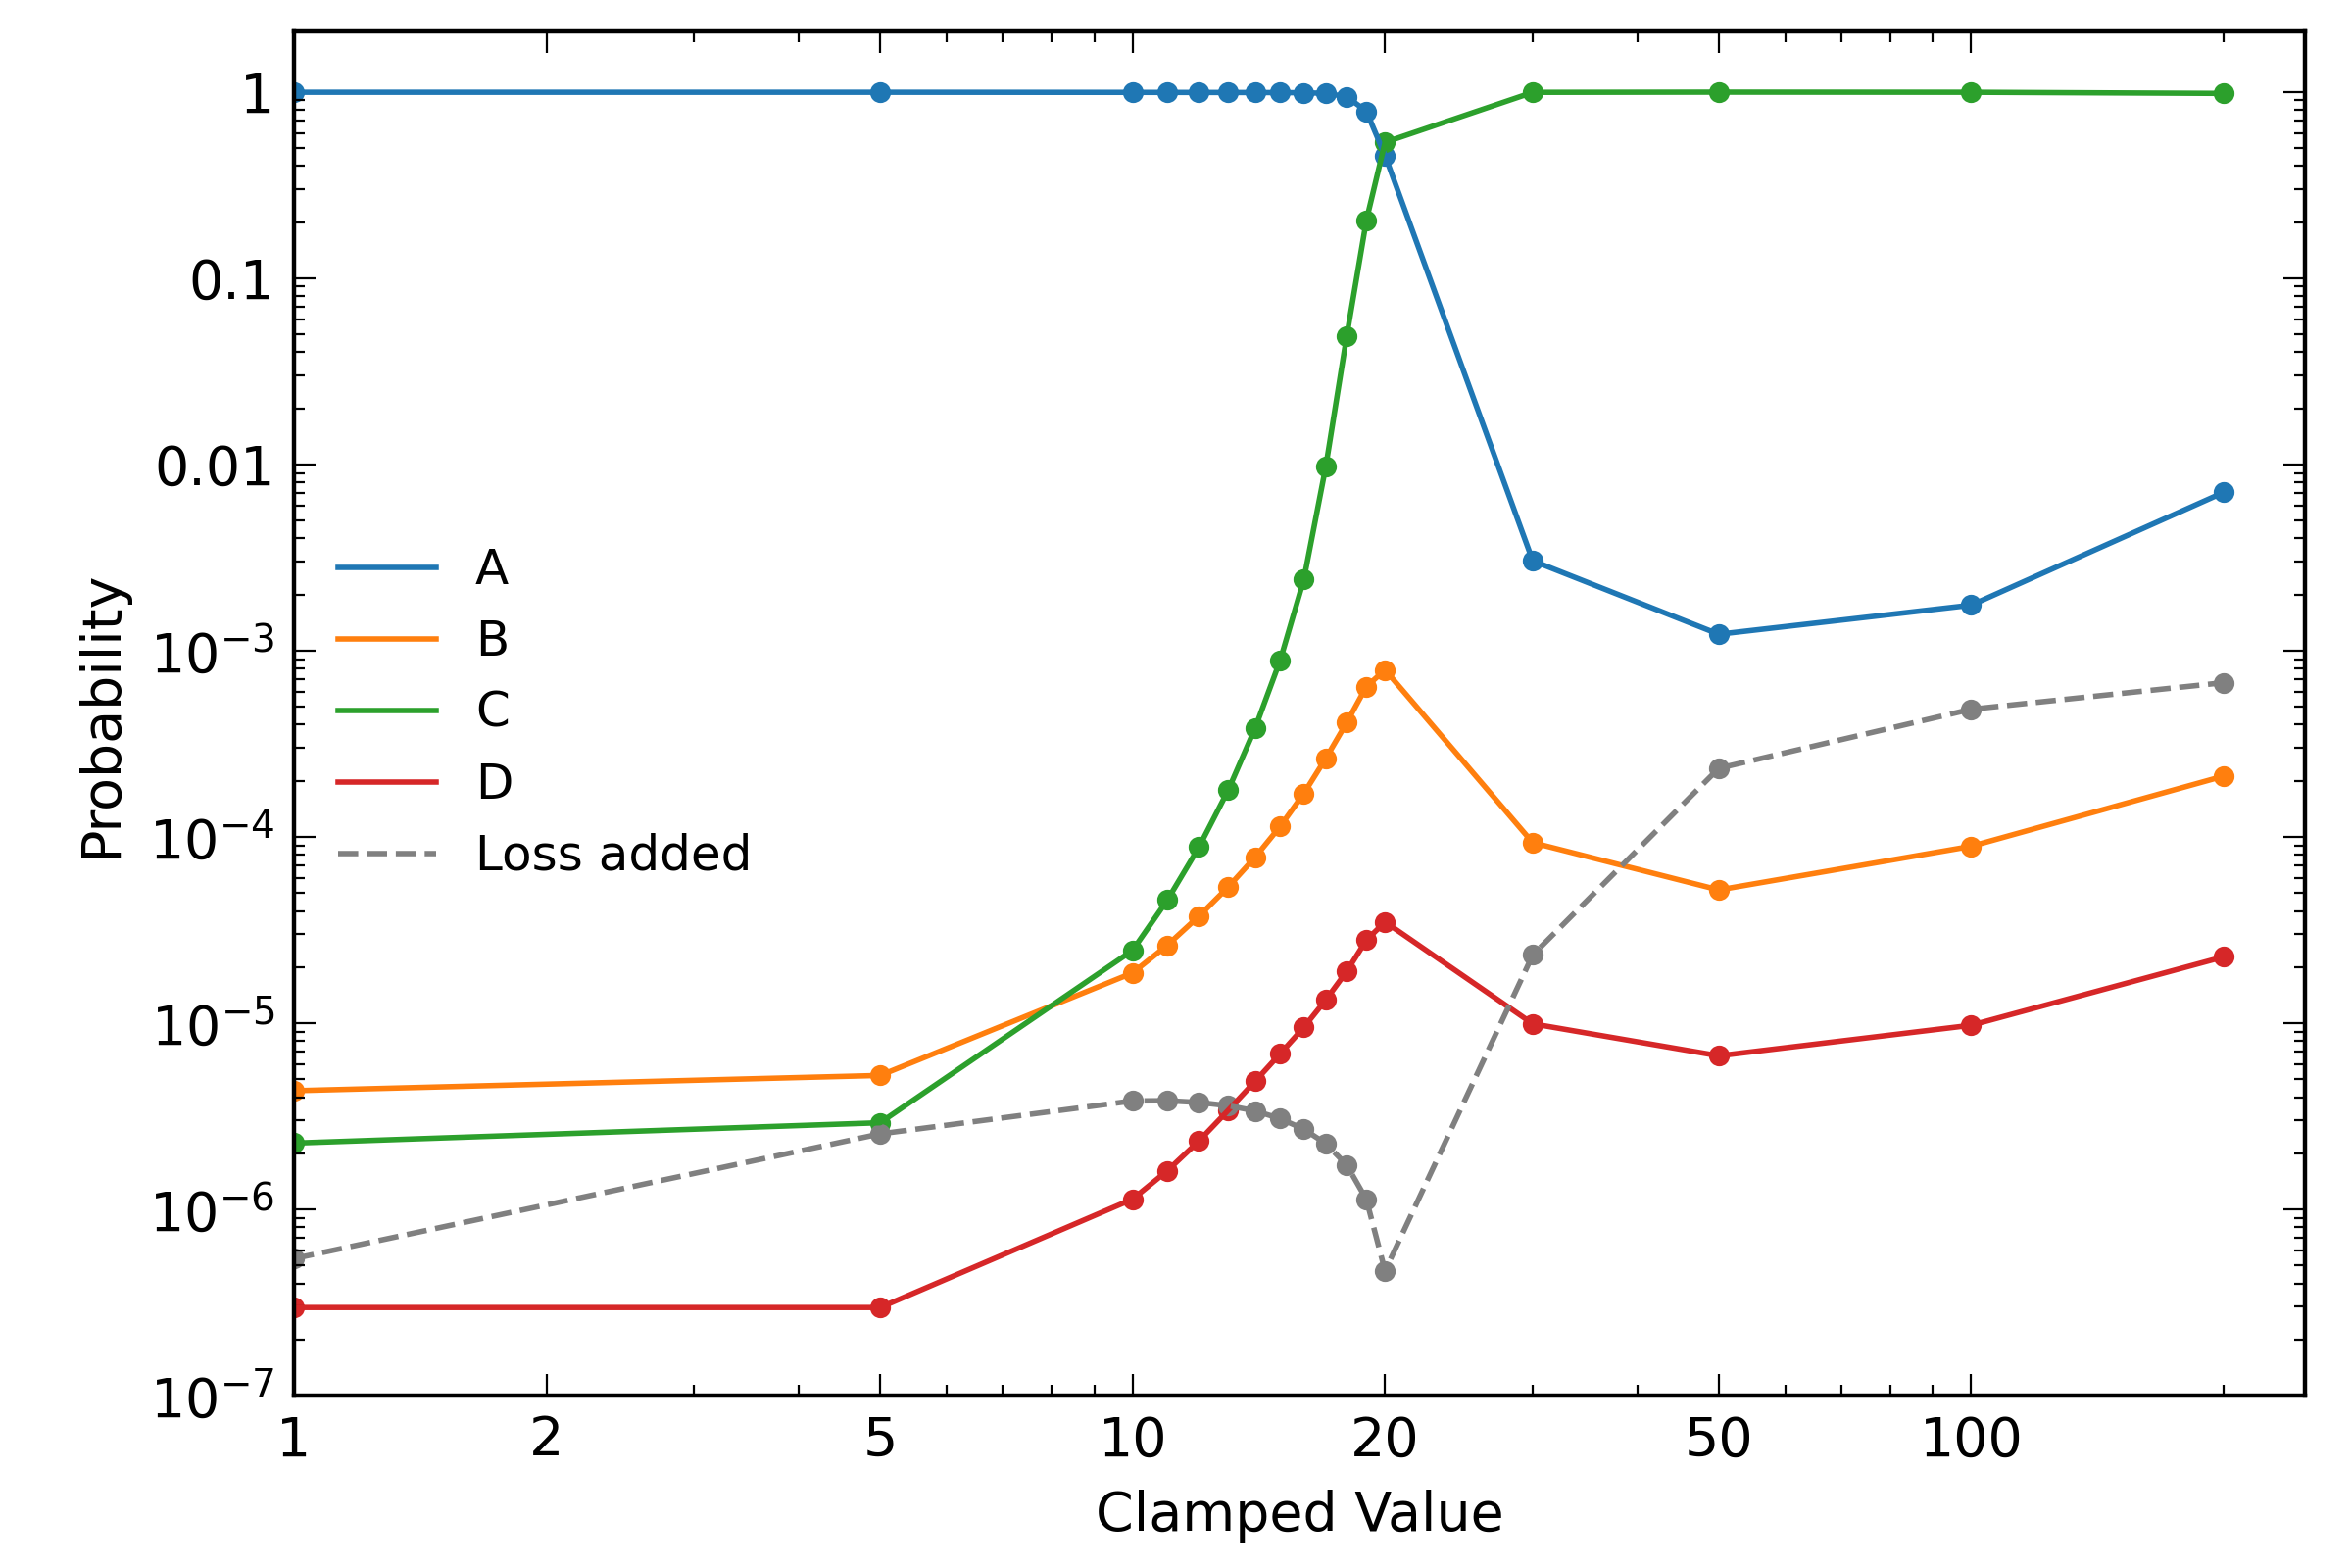 1
0.1
0.01
10⁻³
10⁻⁴
10⁻⁵
10⁻⁶
10⁻⁷
Probability
A
B
C
D
Loss added
1 2 5 10 20 50 100
Clamped Value